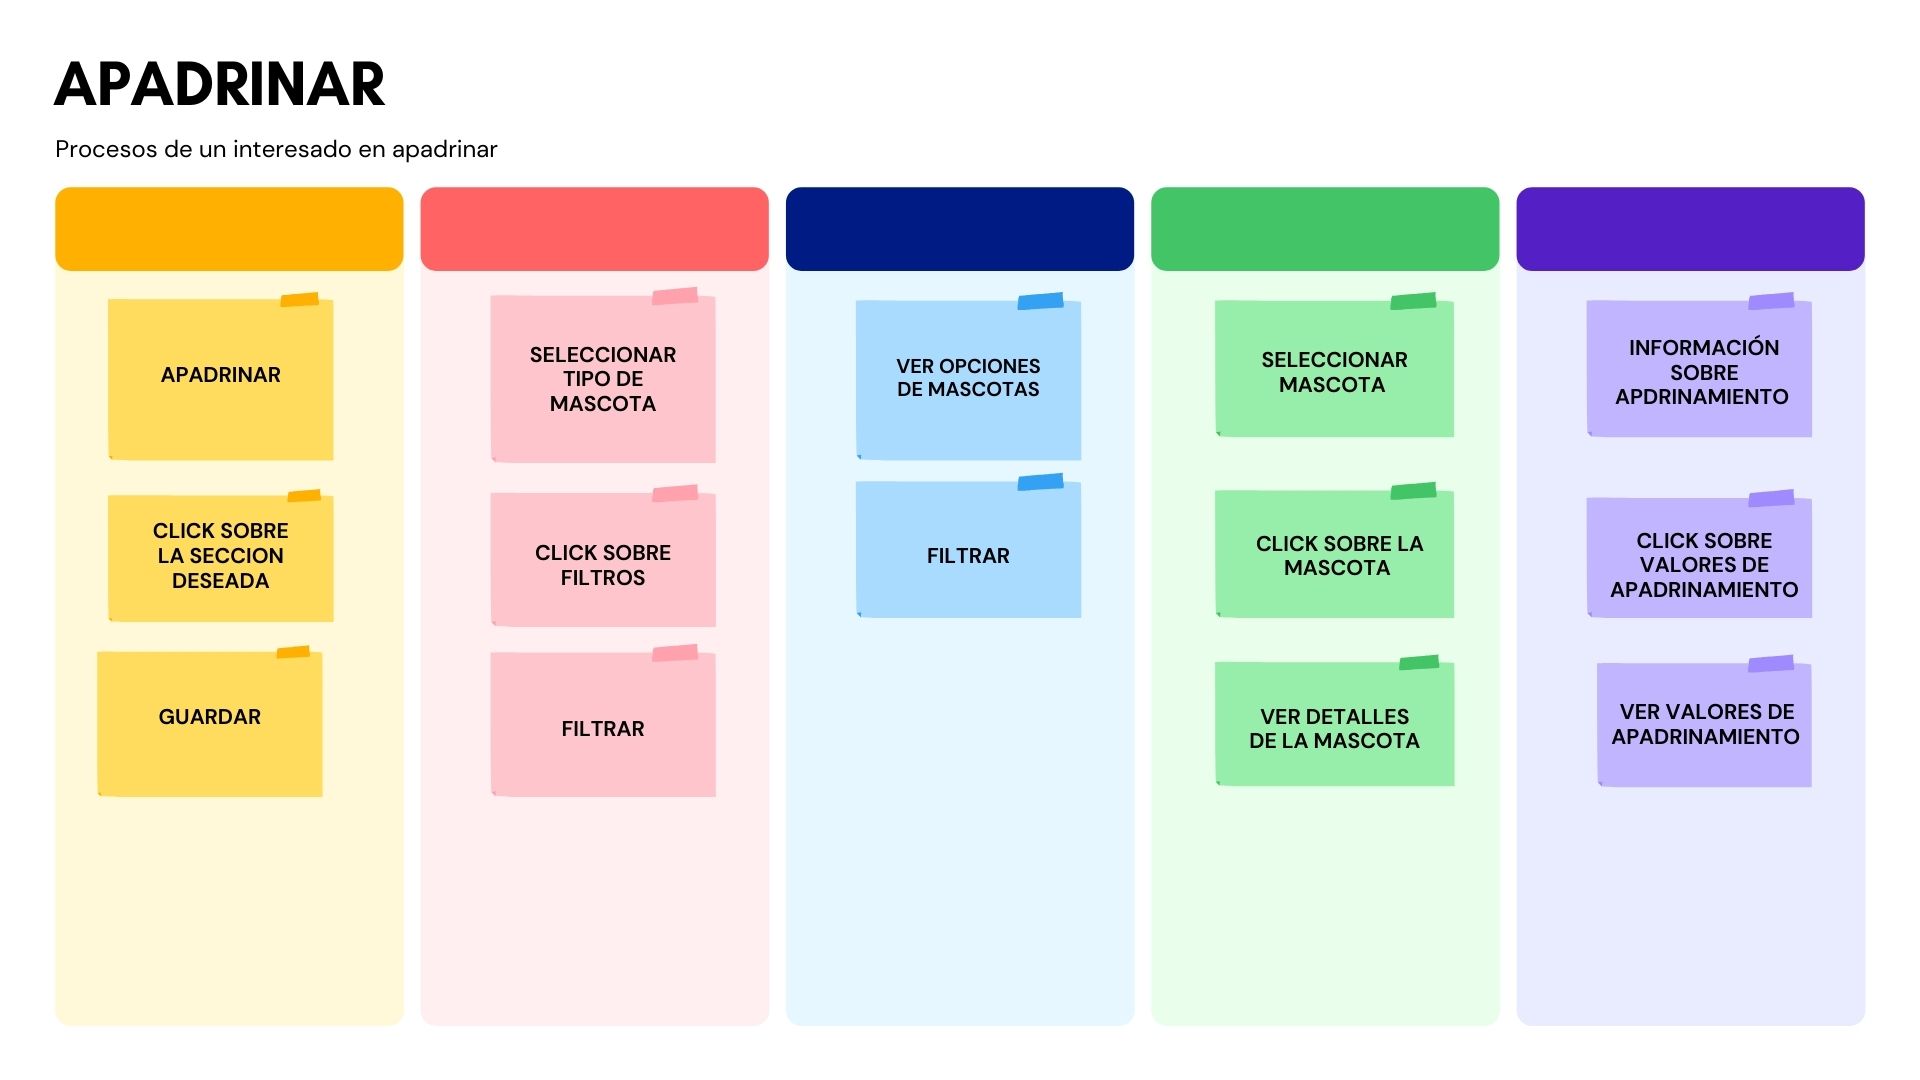 APADRINAR
Procesos de un interesado en apadrinar
APADRINAR
CLICK SOBRE
LA SECCION
DESEADA
GUARDAR
SELECCIONAR
TIPO DE
MASCOTA
CLICK SOBRE
FILTROS
FILTRAR
VER OPCIONES
DE MASCOTAS
FILTRAR
SELECCIONAR
MASCOTA
CLICK SOBRE LA
MASCOTA
VER DETALLES
DE LA MASCOTA
INFORMACIÓN
SOBRE
APDRINAMIENTO
CLICK SOBRE
VALORES DE
APADRINAMIENTO
VER VALORES DE
APADRINAMIENTO